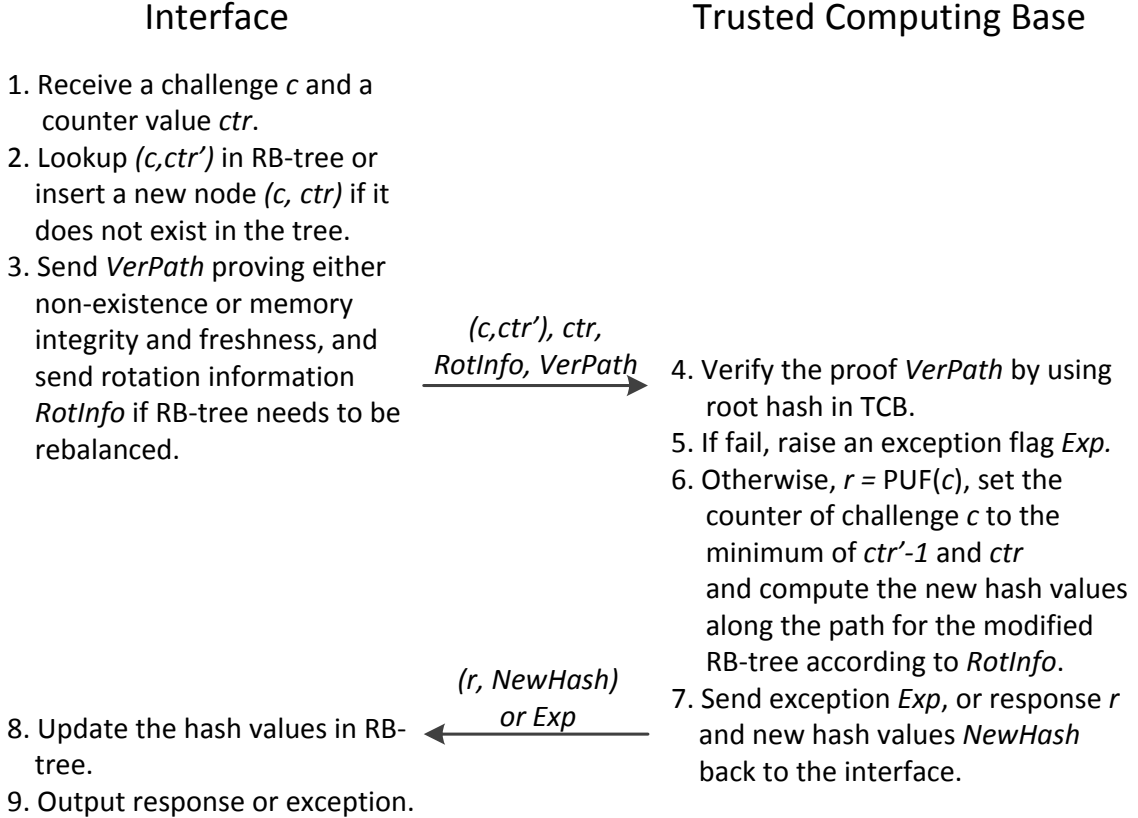 Interface
1. Receive a challenge c and a
counter value ctr.
2. Lookup (c,ctr’) in RB-tree or
insert a new node (c, ctr) if it
does not exist in the tree.
3. Send VerPath proving either
non-existence or memory
integrity and freshness, and
send rotation information
RotInfo if RB-tree needs to be
rebalanced.
(c,ctr’), ctr,
RotInfo, VerPath
Trusted Computing Base
4. Verify the proof VerPath by using
root hash in TCB.
5. If fail, raise an exception flag Exp.
6. Otherwise, r = PUF(c), set the
counter of challenge c to the
minimum of ctr’-1 and ctr
and compute the new hash values
along the path for the modified
RB-tree according to RotInfo.
7. Send exception Exp, or response r
and new hash values NewHash
back to the interface.
(r, NewHash)
or Exp
8. Update the hash values in RB-
tree.
9. Output response or exception.